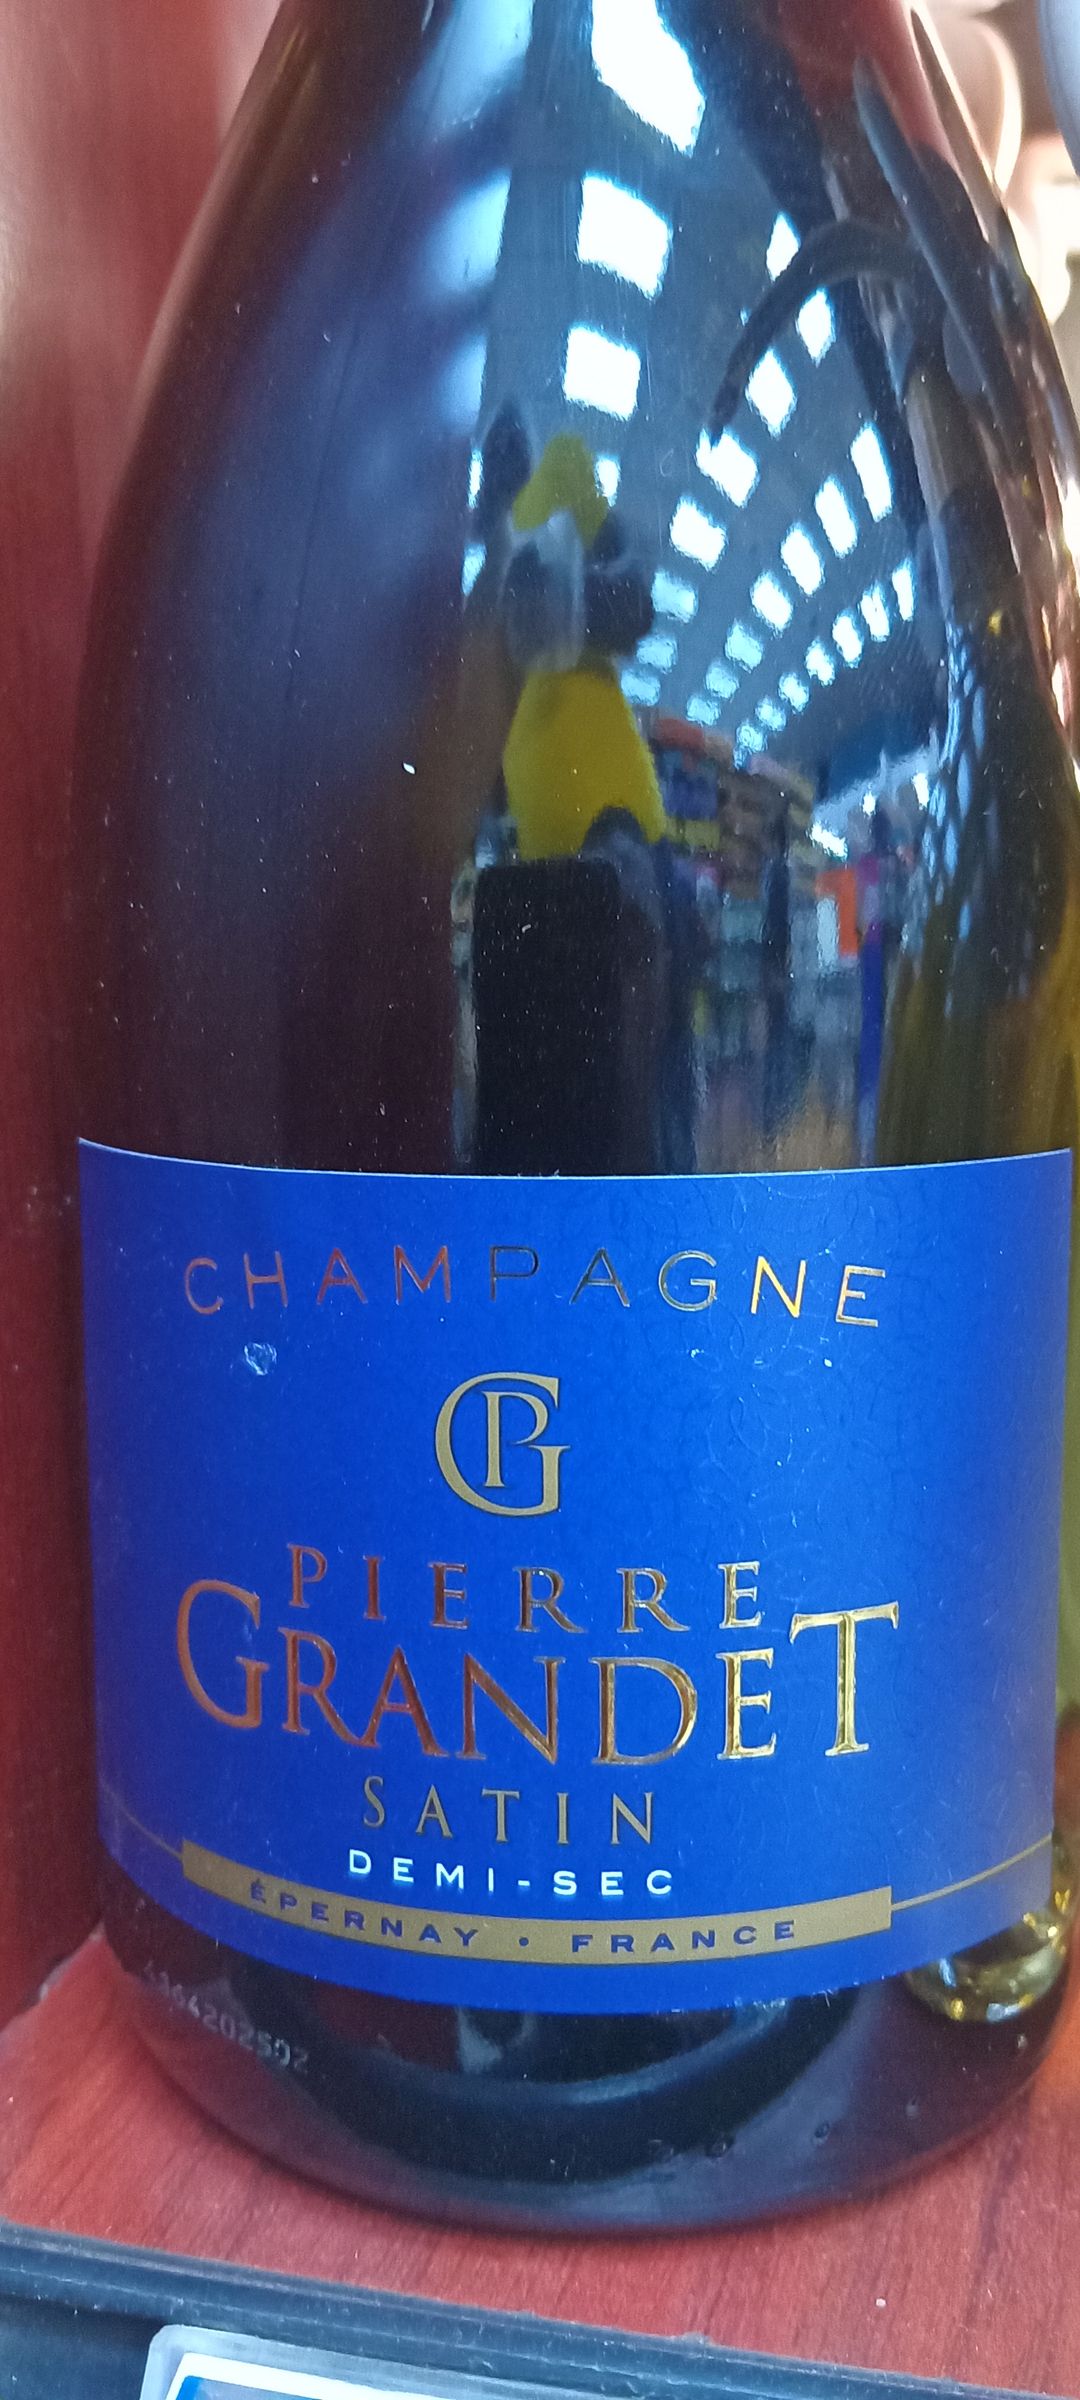 CHAMPAGNE
PG
PIERRE
GRANDET
SATIN
DEMI-SEC
ÉPERNAY • FRANCE